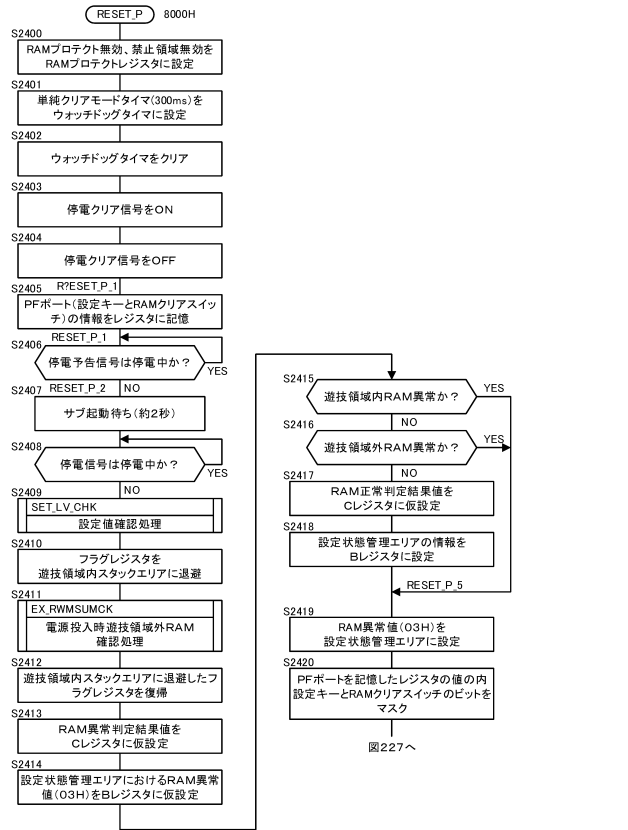 RESET_P 8000H
S2400
RAMプロテクト無効、禁止領域無効を
RAMプロテクトレジスタに設定
S2401
単純クリアモードタイマ(300ms)を
ウォッチドッグタイマに設定
S2402
ウォッチドッグタイマをクリア
S2403
停電クリア信号をON
S2404
停電クリア信号をOFF
R?ESET_P_1
S2405
PFポート(設定キーとRAMクリアスイッ
チ)の情報をレジスタに記憶
RESET_P_1
S2406
停電予告信号は停電中か?
YES
NO
RESET_P_2
S2407
サブ起動待ち(約2秒)
S2408
停電信号は停電中か?
YES
NO
S2409
SET_LV_CHK
設定値確認処理
S2410
フラグレジスタを
遊技領域内スタックエリアに退避
S2411
EX_RWMSUMCK
電源投入時遊技領域外RAM
確認処理
S2412
遊技領域内スタックエリアに退避したフ
ラグレジスタを復帰
S2413
RAM異常判定結果値を
Cレジスタに仮設定
S2414
設定状態管理エリアにおけるRAM異常
値(03H)をBレジスタに仮設定
S2415
遊技領域内RAM異常か?
YES
NO
S2416
遊技領域外RAM異常か?
YES
NO
S2417
RAM正常判定結果値を
Cレジスタに仮設定
S2418
設定状態管理エリアの情報を
Bレジスタに設定
RESET_P_5
S2419
RAM異常値(03H)を
設定状態管理エリアに設定
S2420
PFポートを記憶したレジスタの値の内
設定キーとRAMクリアスイッチのビットを
マスク
図227へ